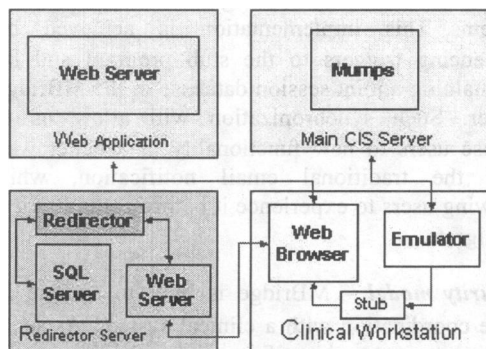 Web Server
Web Application
Mumps
Main CIS Server
Redirector
SQL
Server
Web
Server
Redirector Server
Web
Browser
Emulator
Stub
Clinical Workstation